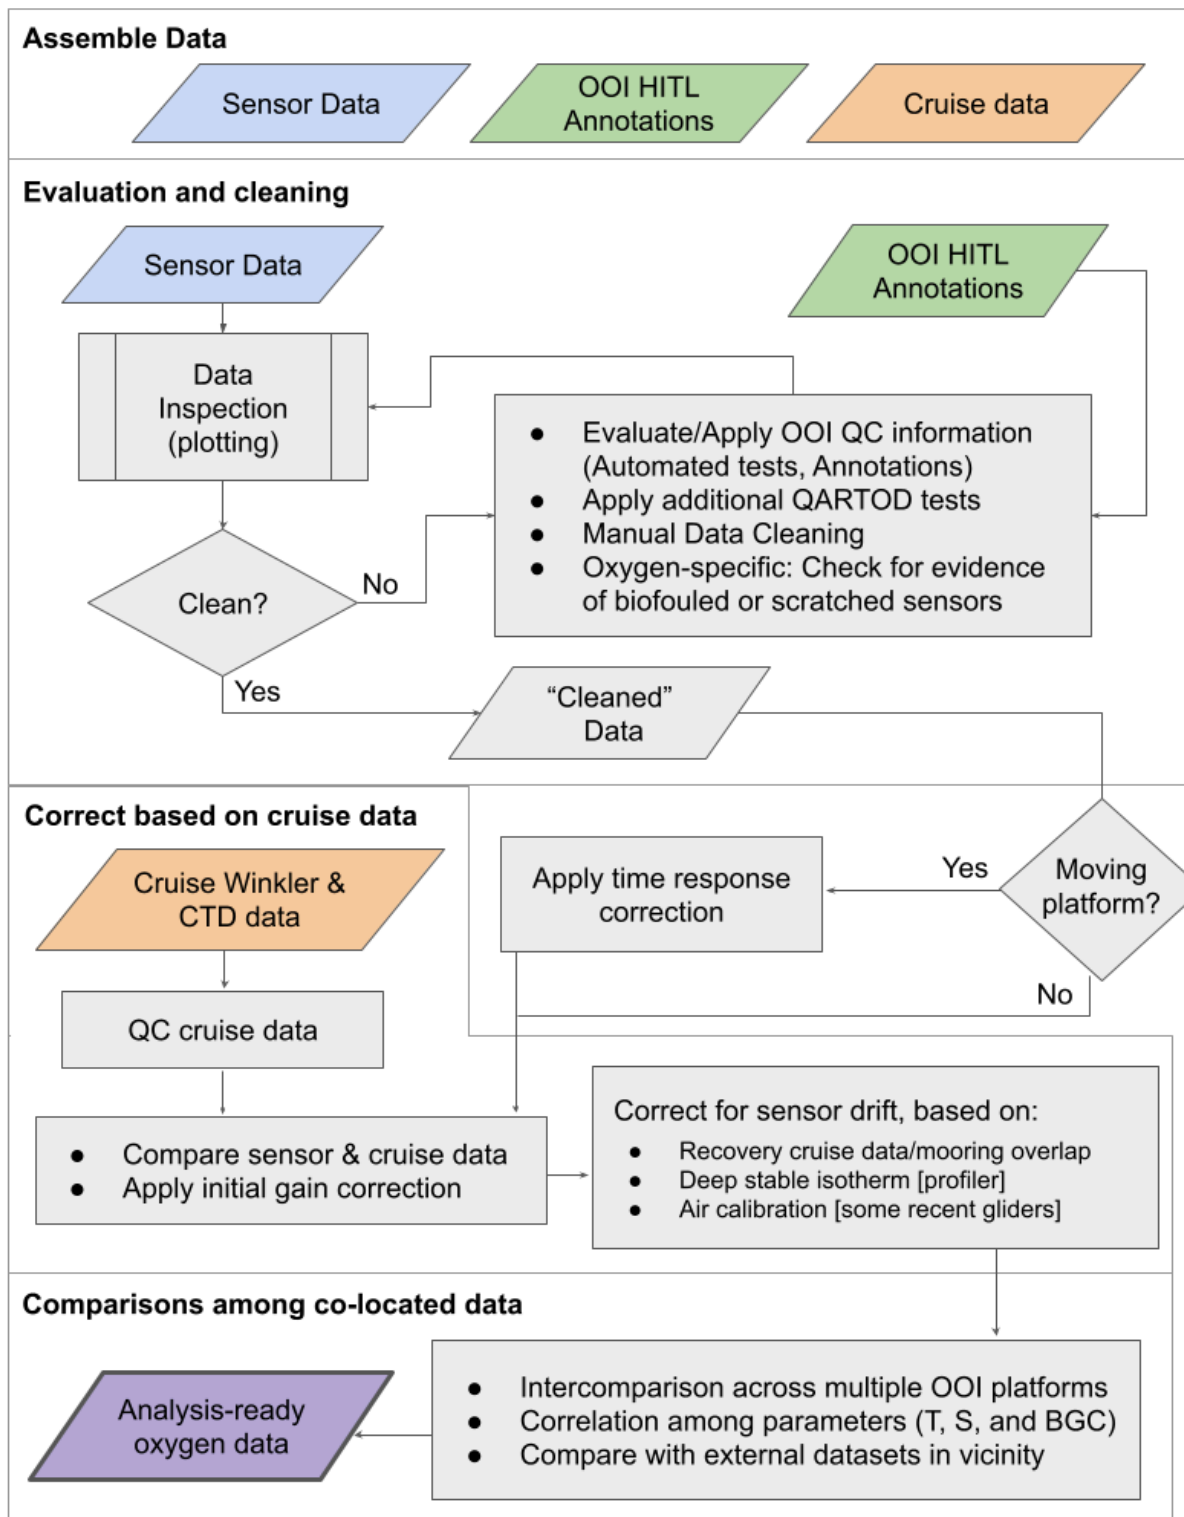 Assemble Data
Sensor Data
OOI HITL
Annotations
Cruise data
Evaluation and cleaning
Sensor Data
OOI HITL
Annotations
Data
Inspection
(plotting)
● Evaluate/Apply OOI QC information
(Automated tests, Annotations)
● Apply additional QARTOD tests
● Manual Data Cleaning
● Oxygen-specific: Check for evidence
of biofouled or scratched sensors
Clean?
No
Yes
“Cleaned”
Data
Correct based on cruise data
Cruise Winkler &
CTD data
Apply time response
correction
Yes
Moving
platform?
No
QC cruise data
● Compare sensor & cruise data
● Apply initial gain correction
Correct for sensor drift, based on:
● Recovery cruise data/mooring overlap
● Deep stable isotherm [profiler]
● Air calibration [some recent gliders]
Comparisons among co-located data
Analysis-ready
oxygen data
● Intercomparison across multiple OOI platforms
● Correlation among parameters (T, S, and BGC)
● Compare with external datasets in vicinity